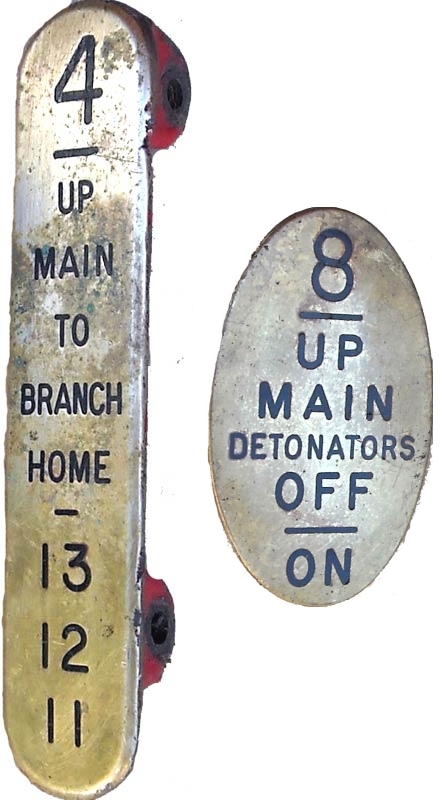 4
UP
MAIN
TO
BRANCH
HOME
13
12
11
8
UP
MAIN
DETONATORS
OFF
ON